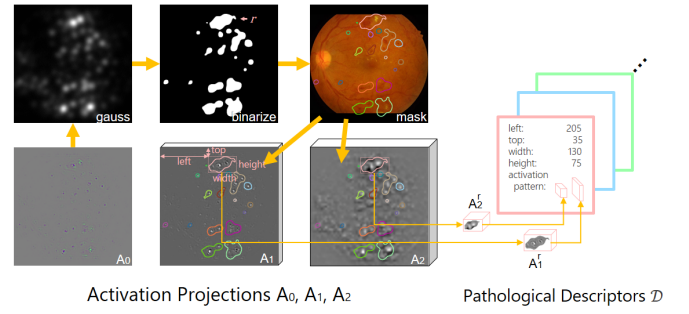 r
gauss
binarize
mask
A₀
top
left
height
width
A₁
A₂
left: 205
top: 35
width: 130
height: 75
activation
pattern:
A₂ʳ
A₁ʳ
Activation Projections A₀, A₁, A₂
Pathological Descriptors 𝒟